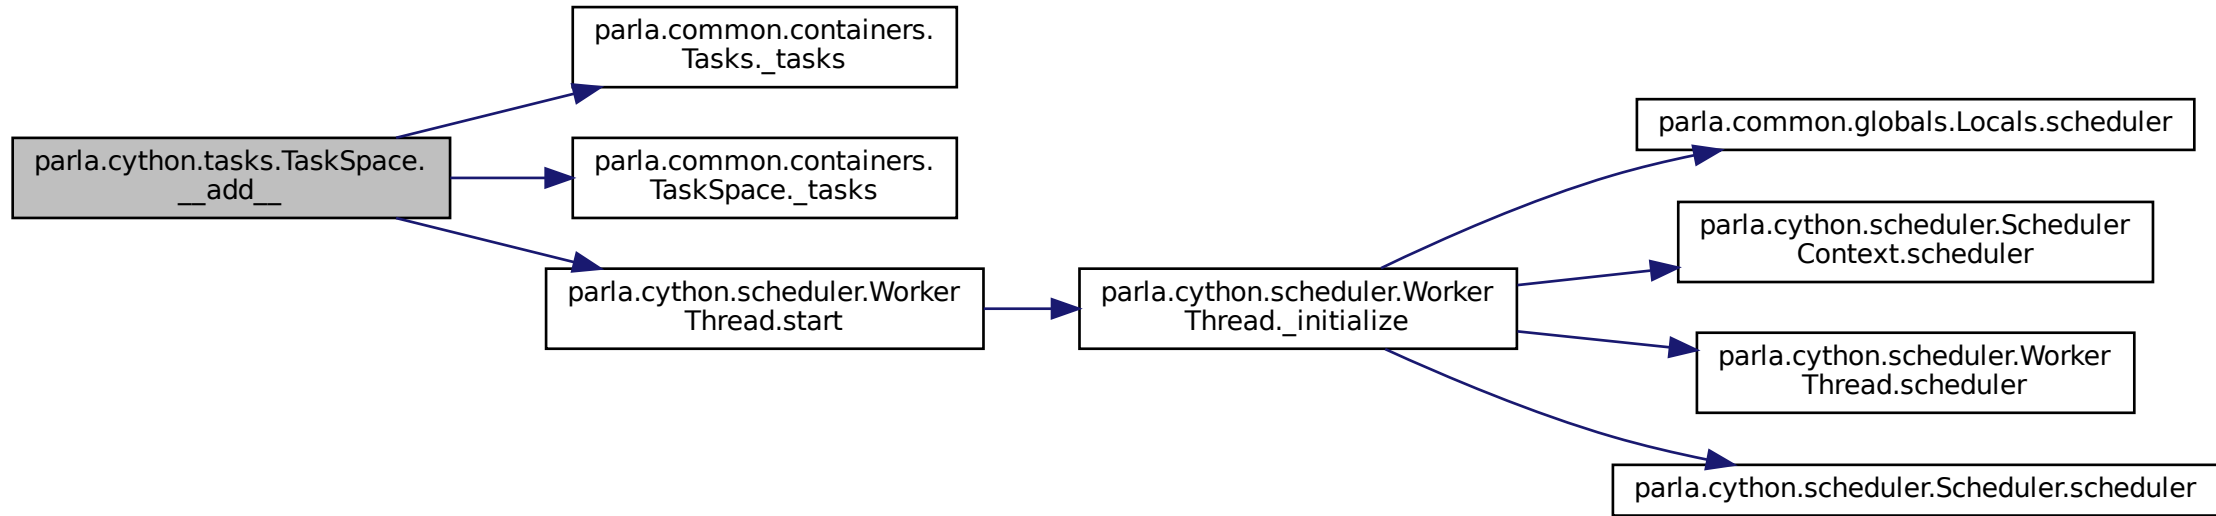 parla.cython.tasks.TaskSpace.
__add__
parla.common.containers.
Tasks._tasks
parla.common.containers.
TaskSpace._tasks
parla.cython.scheduler.Worker
Thread.start
parla.cython.scheduler.Worker
Thread._initialize
parla.common.globals.Locals.scheduler
parla.cython.scheduler.Scheduler
Context.scheduler
parla.cython.scheduler.Worker
Thread.scheduler
parla.cython.scheduler.Scheduler.scheduler